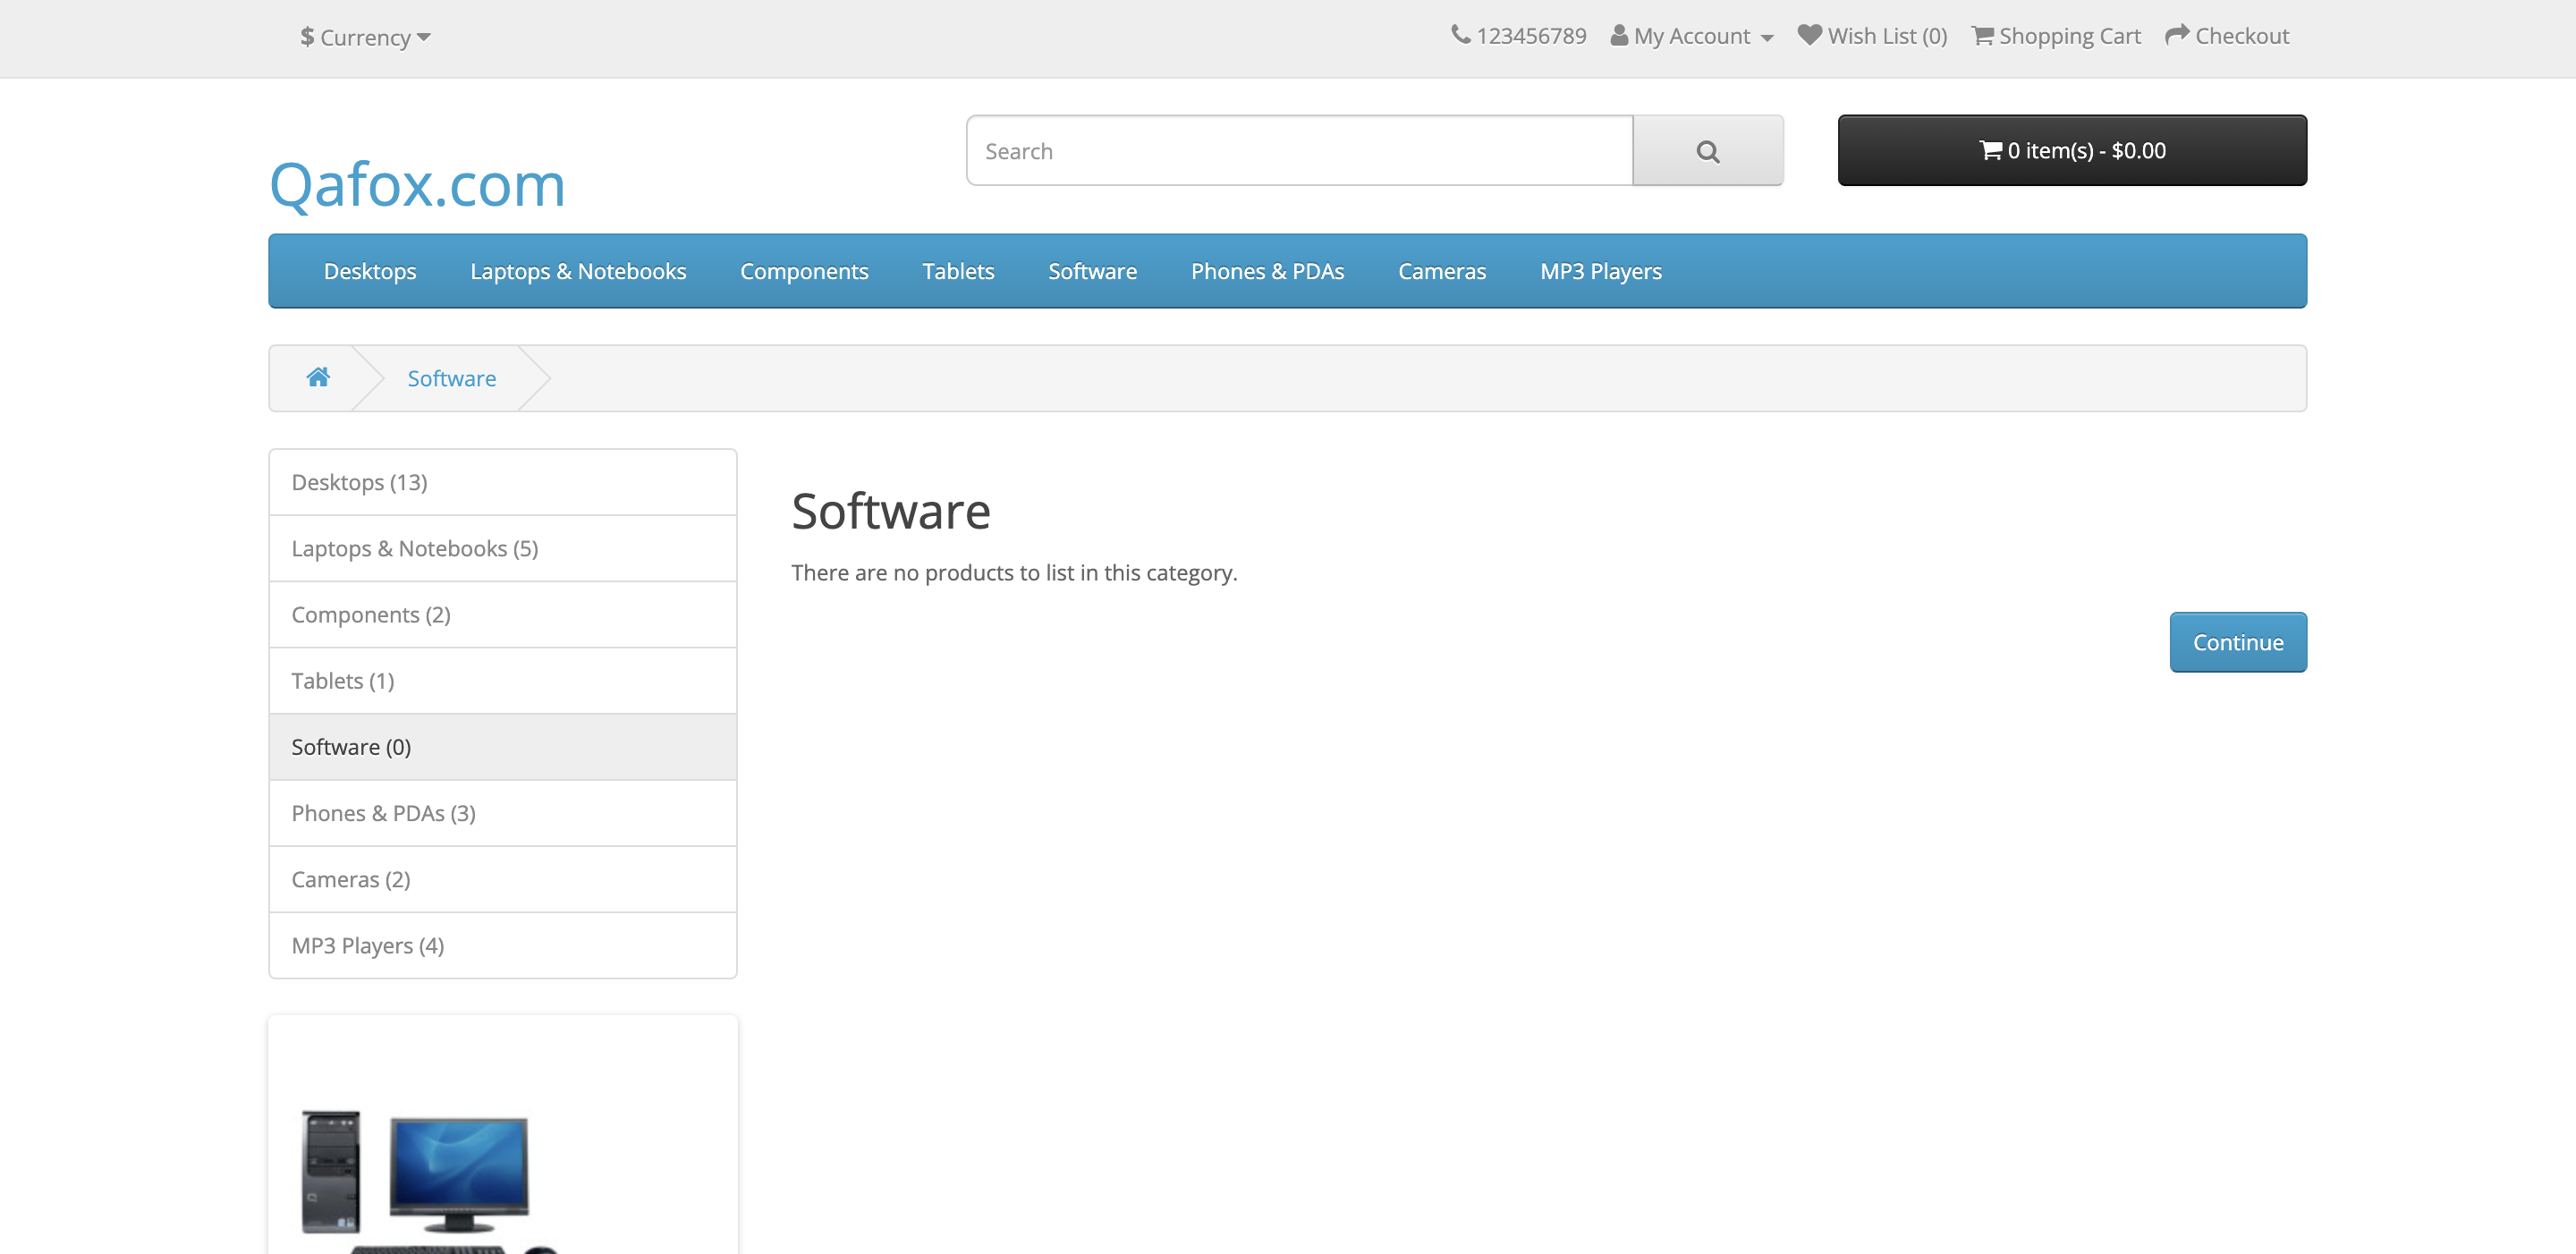 $ Currency
123456789 My Account Wish List (0) Shopping Cart Checkout
Qafox.com
Search
0 item(s) - $0.00
Desktops Laptops & Notebooks Components Tablets Software Phones & PDAs Cameras MP3 Players
Software
Desktops (13)
Laptops & Notebooks (5)
Components (2)
Tablets (1)
Software (0)
Phones & PDAs (3)
Cameras (2)
MP3 Players (4)
Software
There are no products to list in this category.
Continue